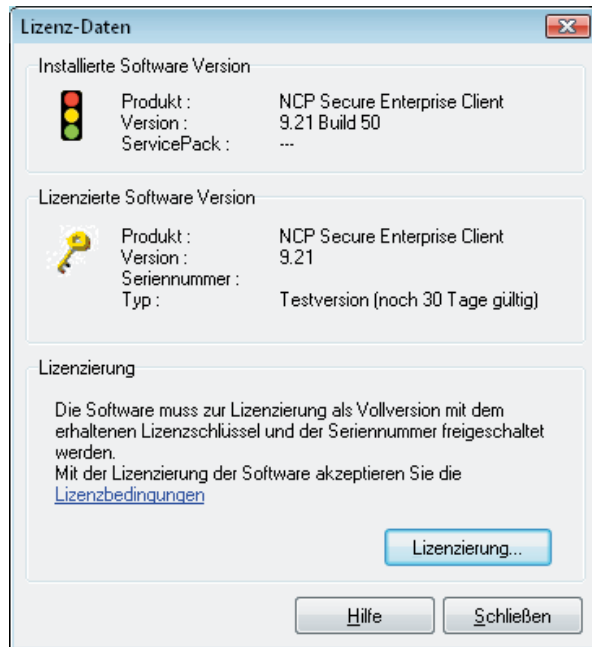 Lizenz-Daten
Installierte Software Version
Produkt : NCP Secure Enterprise Client
Version : 9.21 Build 50
ServicePack : ---
Lizenzierte Software Version
Produkt : NCP Secure Enterprise Client
Version : 9.21
Seriennummer :
Typ : Testversion (noch 30 Tage gültig)
Lizenzierung
Die Software muss zur Lizenzierung als Vollversion mit dem
erhaltenen Lizenzschlüssel und der Seriennummer freigeschaltet
werden.
Mit der Lizenzierung der Software akzeptieren Sie die
Lizenzbedingungen
Lizenzierung...
Hilfe Schließen